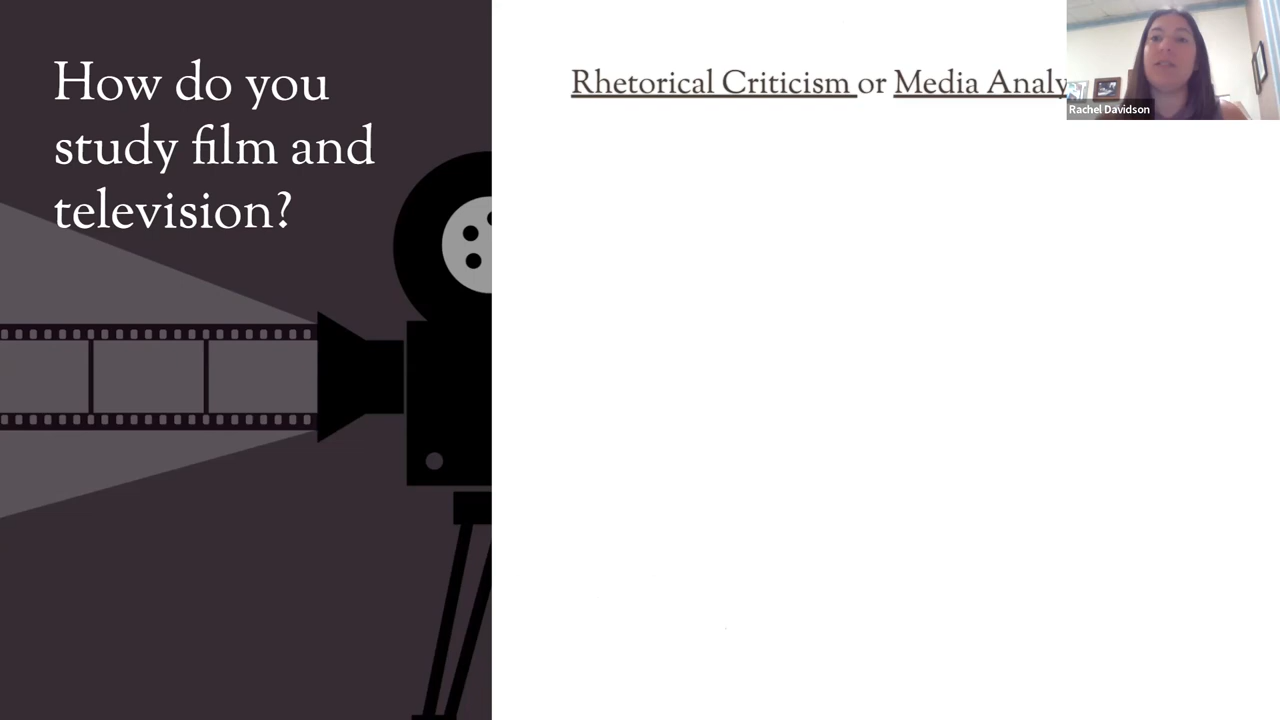 How do you
study film and
television?
Rhetorical Criticism or Media Analy
Rachel Davidson